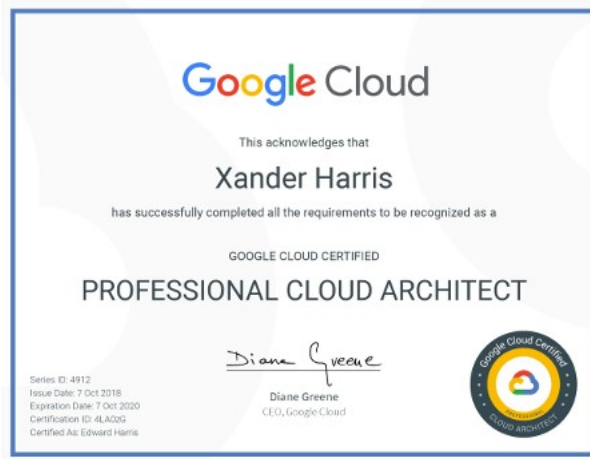 Google Cloud
This acknowledges that
Xander Harris
has successfully completed all the requirements to be recognized as a
GOOGLE CLOUD CERTIFIED
PROFESSIONAL CLOUD ARCHITECT
Diane Greene
Diane Greene
CEO, Google Cloud
Series ID: 4912
Issue Date: 7 Oct 2018
Expiration Date: 7 Oct 2020
Certification ID: 4LA0zG
Certified As: Edward Harris
Google Cloud Certified
PROFESSIONAL
CLOUD ARCHITECT